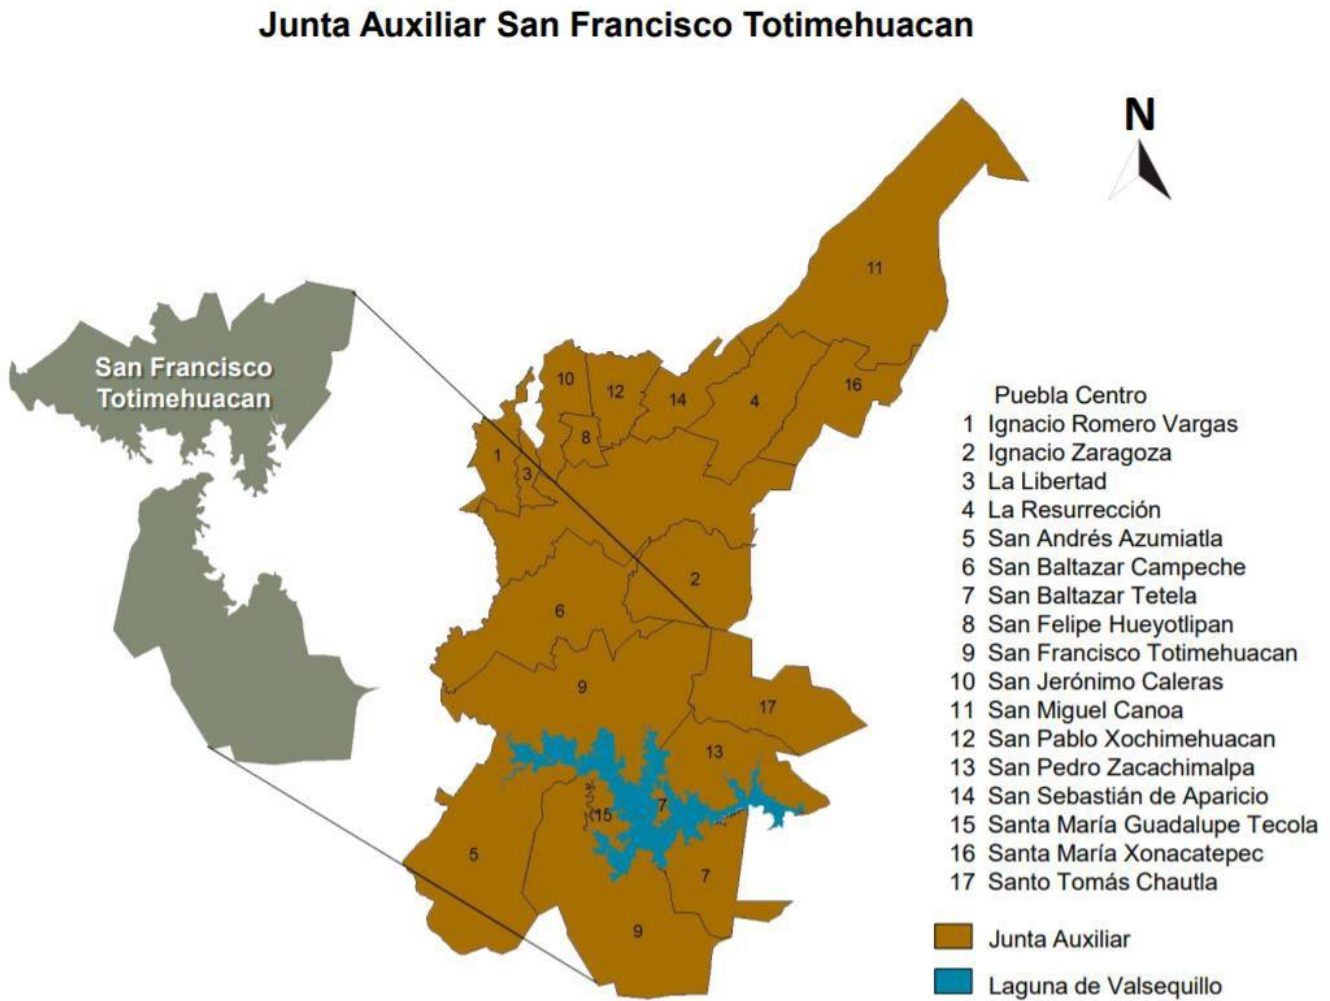 Junta Auxiliar San Francisco Totimehuacan
N
San Francisco
Totimehuacan
11
10
12
14
4
16
8
1
3
2
6
9
17
13
7
15
5
7
9
Puebla Centro
1 Ignacio Romero Vargas
2 Ignacio Zaragoza
3 La Libertad
4 La Resurrección
5 San Andrés Azumiatla
6 San Baltazar Campeche
7 San Baltazar Tetela
8 San Felipe Hueyotlipan
9 San Francisco Totimehuacan
10 San Jerónimo Caleras
11 San Miguel Canoa
12 San Pablo Xochimehuacan
13 San Pedro Zacachimalpa
14 San Sebastián de Aparicio
15 Santa María Guadalupe Tecola
16 Santa María Xonacatepec
17 Santo Tomás Chautla
Junta Auxiliar
Laguna de Valsequillo